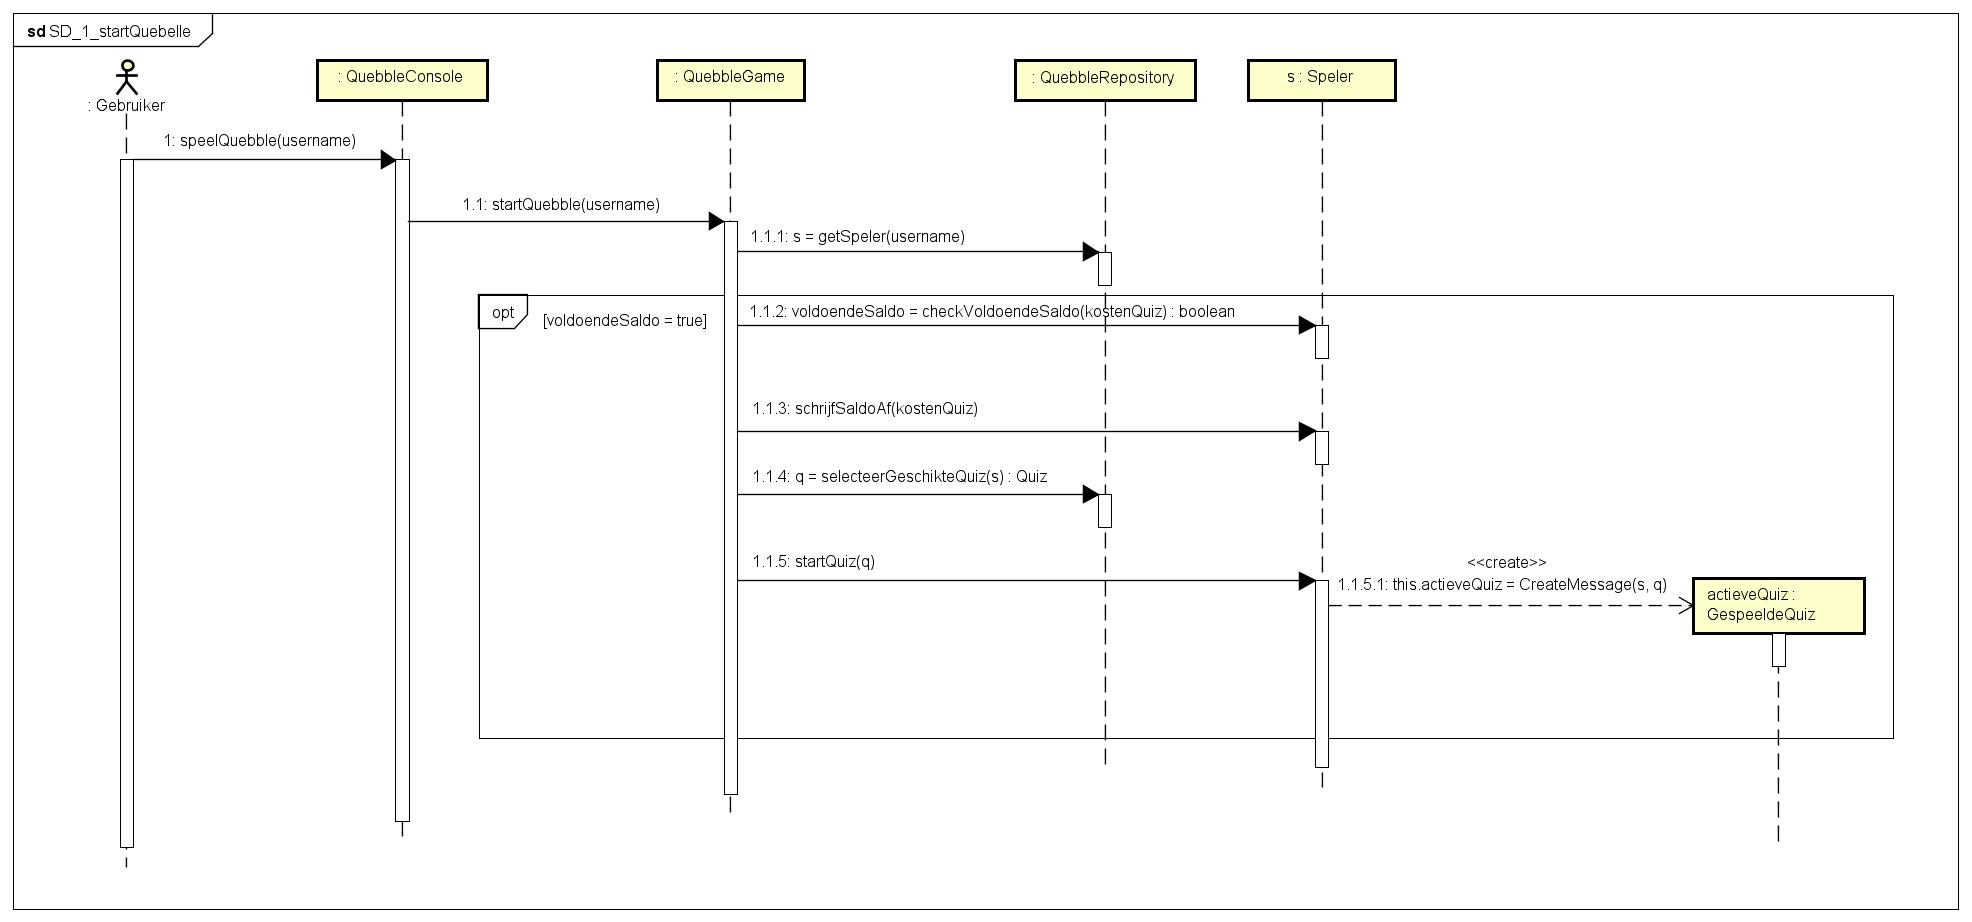 sd SD_1_startQuebelle
: Gebruiker
: QuebbleConsole
: QuebbleGame
: QuebbleRepository
s : Speler
1: speelQuebble(username)
1.1: startQuebble(username)
1.1.1: s = getSpeler(username)
opt
[voldoendeSaldo = true]
1.1.2: voldoendeSaldo = checkVoldoendeSaldo(kostenQuiz) : boolean
1.1.3: schrijfSaldoAf(kostenQuiz)
1.1.4: q = selecteerGeschikteQuiz(s) : Quiz
1.1.5: startQuiz(q)
<<create>>
1.1.5.1: this.actieveQuiz = CreateMessage(s, q)
actieveQuiz :
GespeeldeQuiz